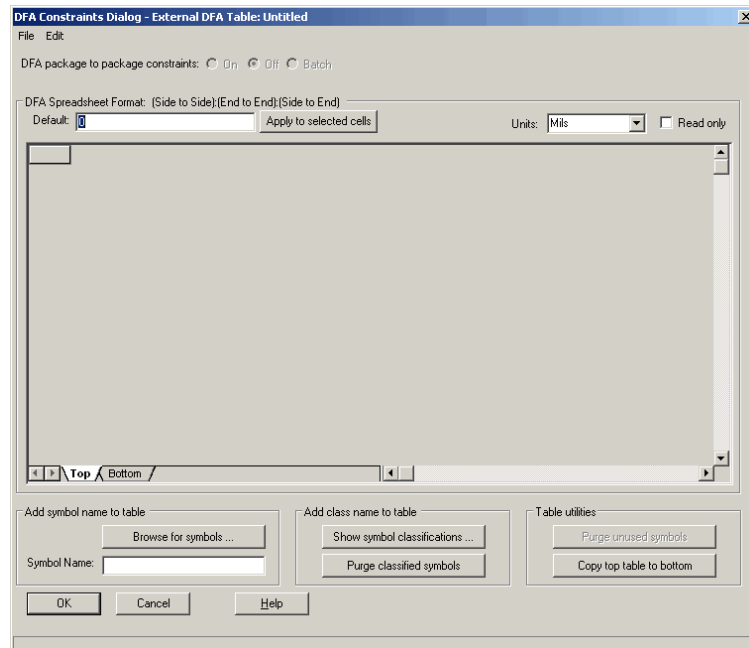 DFA Constraints Dialog - External DFA Table: Untitled
File Edit
DFA package to package constraints: On Off Batch
DFA Spreadsheet Format: (Side to Side):(End to End):(Side to End)
Default: 0 Apply to selected cells Units: Mils Read only
Top Bottom
Add symbol name to table Add class name to table Table utilities
Browse for symbols ... Show symbol classifications ... Purge unused symbols
Symbol Name: Purge classified symbols Copy top table to bottom
OK Cancel Help